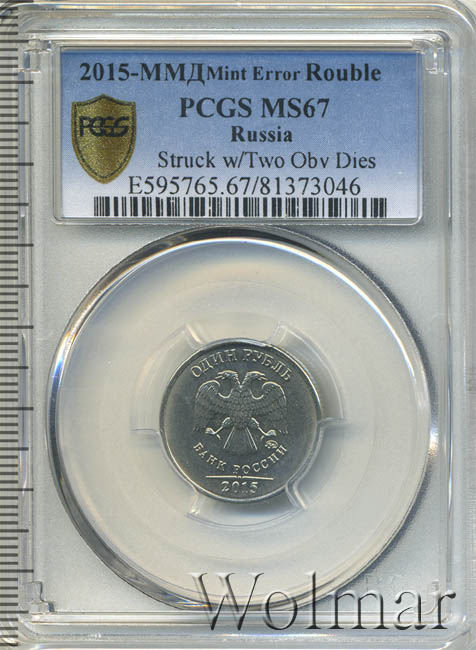 2015-ММД Mint Error Rouble
PCGS MS67
Russia
Struck w/Two Obv Dies
E595765.67/81373046
PCGS
ОДИН РУБЛЬ
БАНК РОССИИ
2015
Wolmar